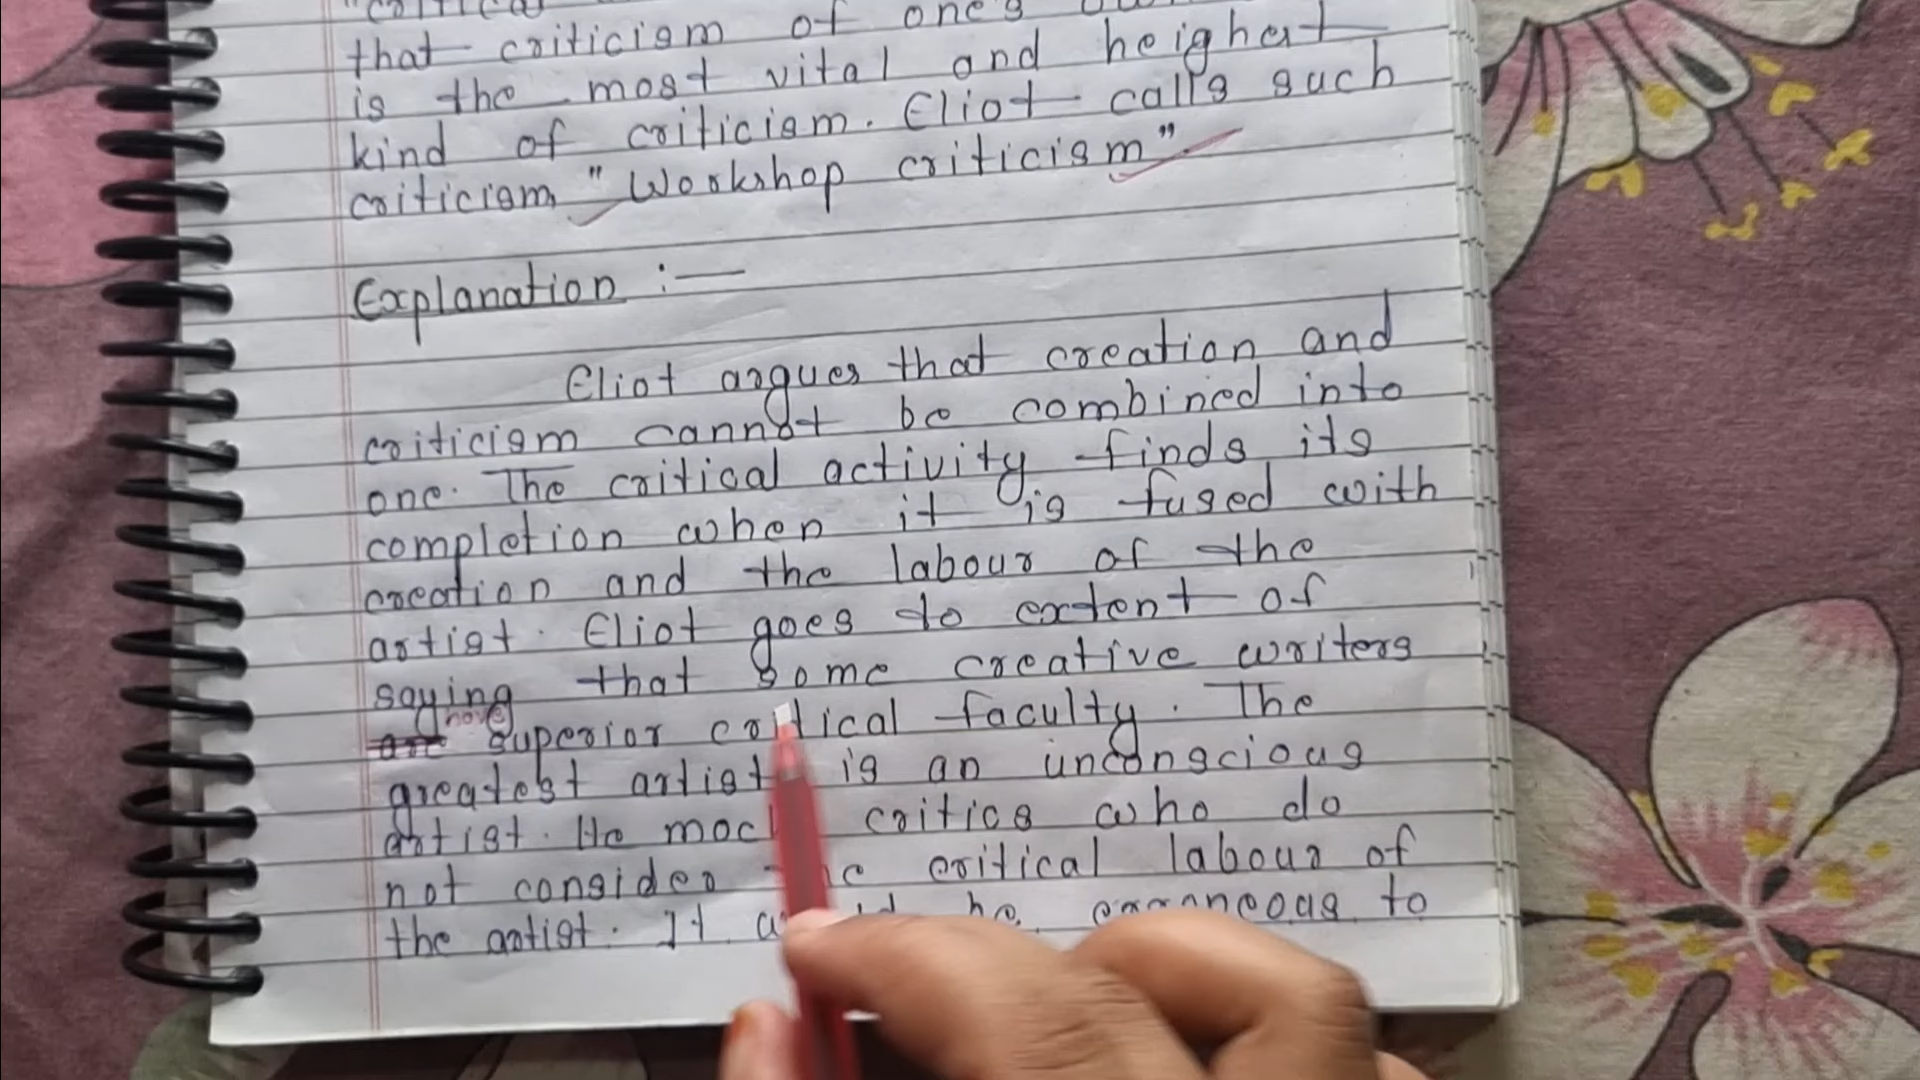 that criticism of one's
is the most vital and heighest
kind of criticism. Eliot calls such
criticism "Workshop criticism".
Explanation :—
Eliot argues that creation and
criticism cannot be combined into
one. The critical activity finds its
completion when it is fused with
creation and the labour of the
artist. Eliot goes to extent of
saying that some creative writers
have superior critical faculty. The
greatest artist is an unconscious
artist. He critics who do
not consider critical labour of
the artist. It be to